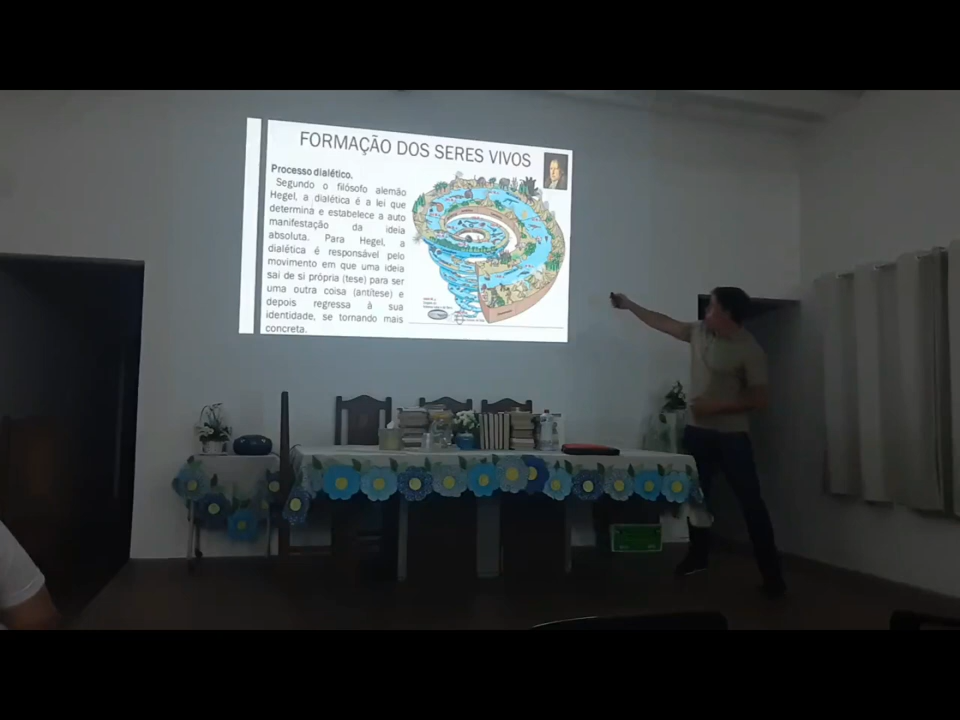 FORMAÇÃO DOS SERES VIVOS
Processo dialético.
Segundo o filósofo alemão
Hegel, a dialética é a lei que
determina e estabelece a auto
manifestação da ideia
absoluta. Para Hegel, a
dialética é responsável pelo
movimento em que uma ideia
sai de si própria (tese) para ser
uma outra coisa (antítese) e
depois regressa à sua
identidade, se tornando mais
concreta.